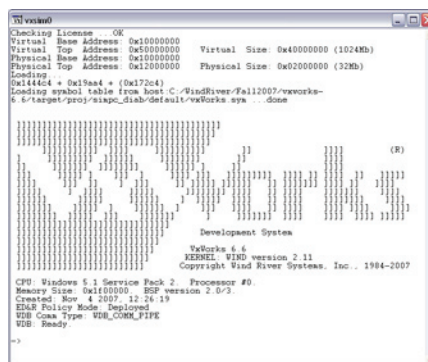 vxsim0
Checking License ...OK
Virtual Base Address: 0x10000000
Virtual Top Address: 0x50000000 Virtual Size: 0x40000000 (1024Mb)
Physical Base Address: 0x10000000
Physical Top Address: 0x12000000 Physical Size: 0x02000000 (32Mb)
Loading...
0x1444c4 + 0x19aa4 + (0x172c4)
Loading symbol table from host:C:/WindRiver/Fall2007/vxworks-
6.6/target/proj/simpc_diab/default/vxWorks.sym ...done
VxWorks (R)
Development System
VxWorks 6.6
KERNEL: WIND version 2.11
Copyright Wind River Systems, Inc., 1984-2007
CPU: Windows 5.1 Service Pack 2. Processor #0.
Memory Size: 0x1f00000. BSP version 2.0/3.
Created: Nov 4 2007, 12:26:19
ED&R Policy Mode: Deployed
WDB Comm Type: WDB_COMM_PIPE
WDB: Ready.
->